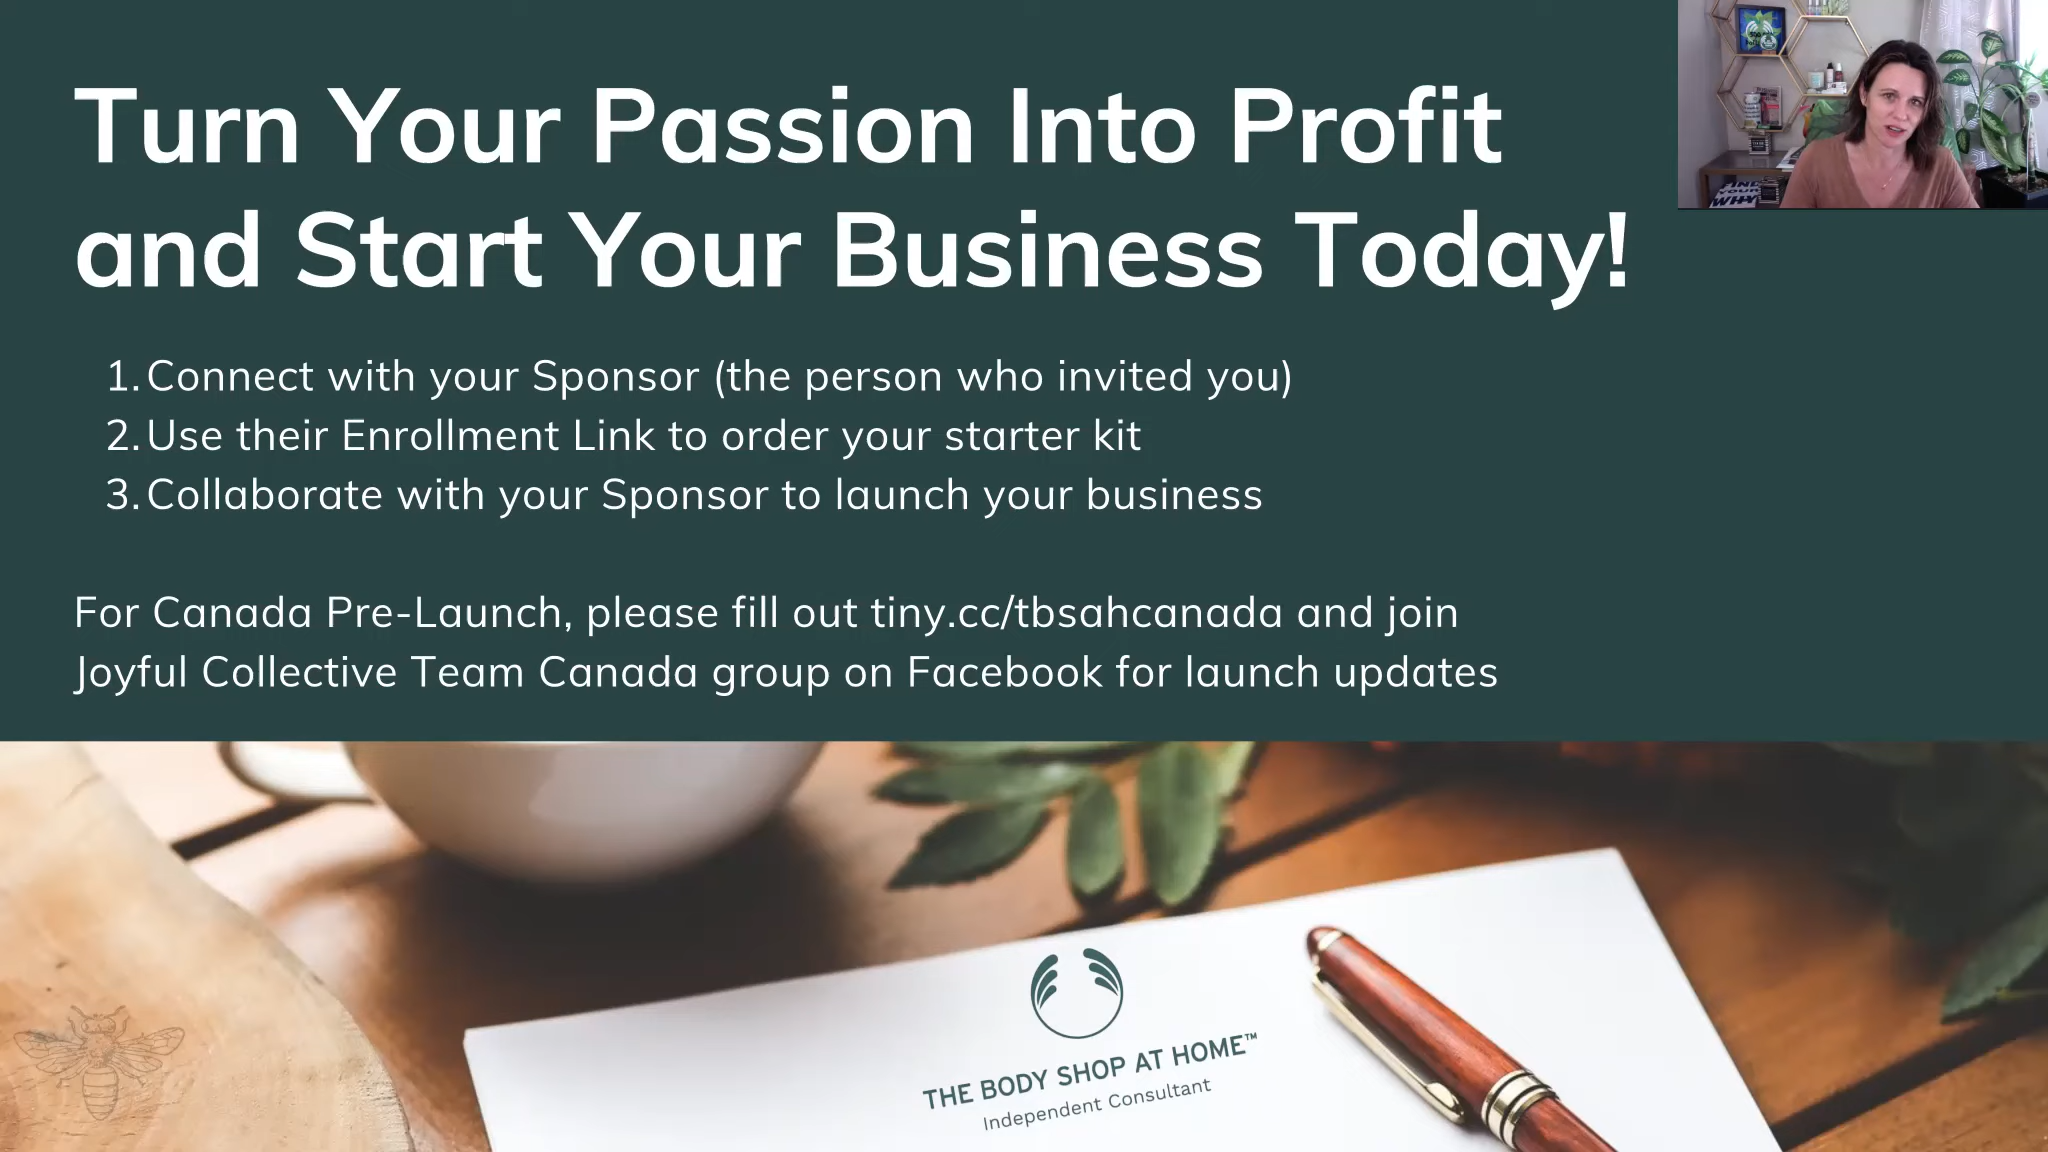 Turn Your Passion Into Profit
and Start Your Business Today!
1. Connect with your Sponsor (the person who invited you)
2. Use their Enrollment Link to order your starter kit
3. Collaborate with your Sponsor to launch your business
For Canada Pre-Launch, please fill out tiny.cc/tbsahcanada and join
Joyful Collective Team Canada group on Facebook for launch updates
THE BODY SHOP AT HOME™
Independent Consultant
FIND
YOUR
WHY